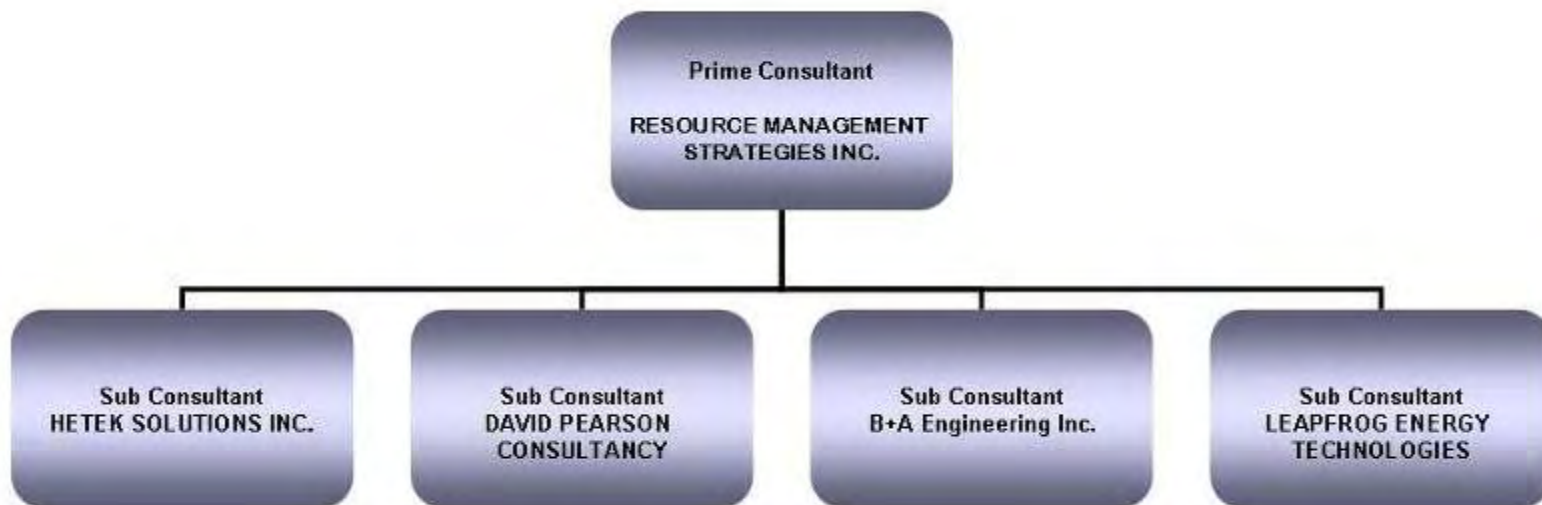 Prime Consultant
RESOURCE MANAGEMENT
STRATEGIES INC.
Sub Consultant
HETEK SOLUTIONS INC.
Sub Consultant
DAVID PEARSON
CONSULTANCY
Sub Consultant
B+A Engineering Inc.
Sub Consultant
LEAPFROG ENERGY
TECHNOLOGIES